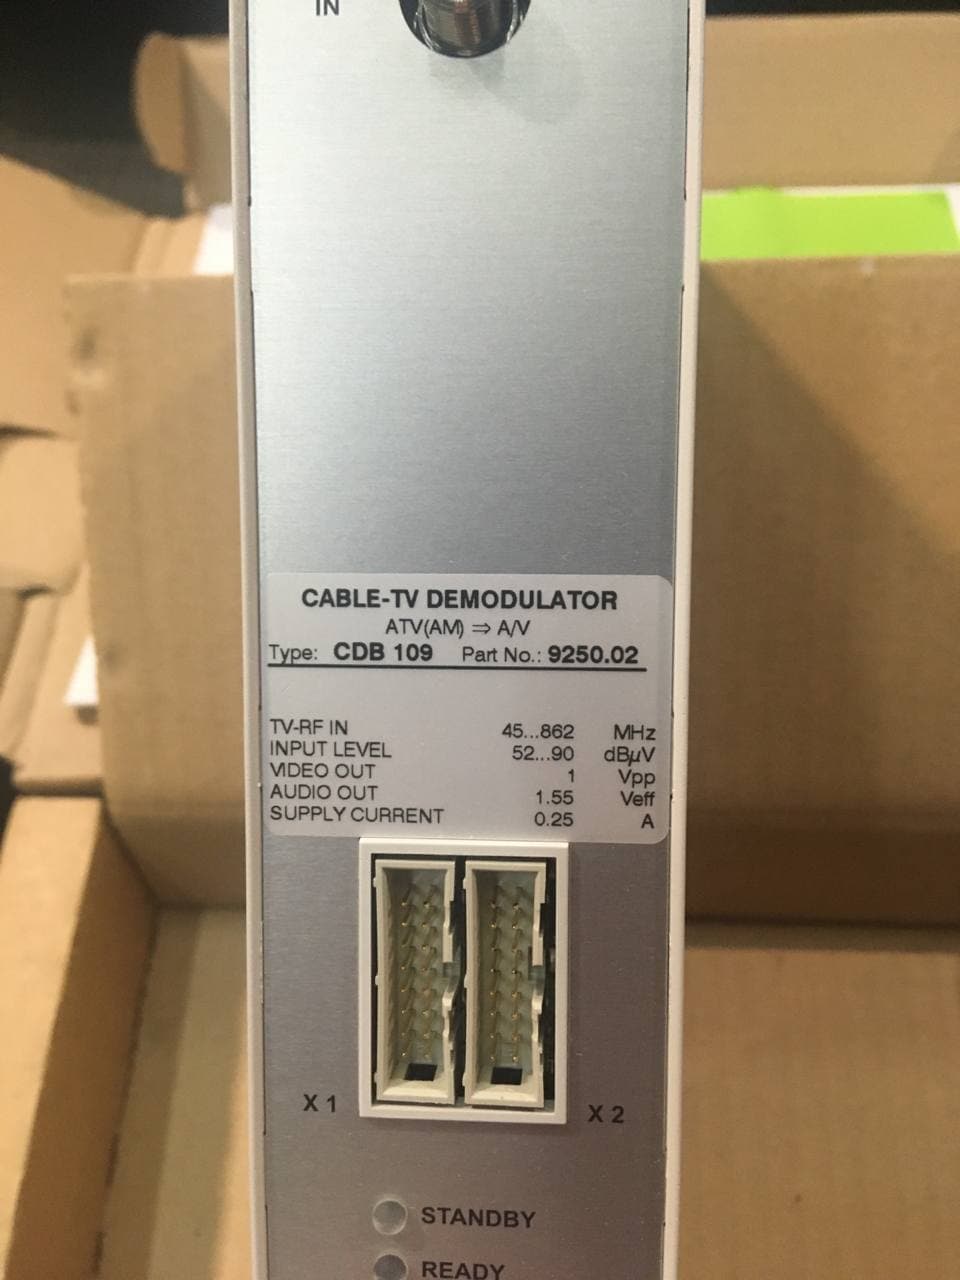 IN
CABLE-TV DEMODULATOR
ATV(AM) ⇒ A/V
Type: CDB 109 Part No.: 9250.02
TV-RF IN 45...862 MHz
INPUT LEVEL 52...90 dBµV
VIDEO OUT 1 Vpp
AUDIO OUT 1.55 Veff
SUPPLY CURRENT 0.25 A
X 1
X 2
STANDBY
READY